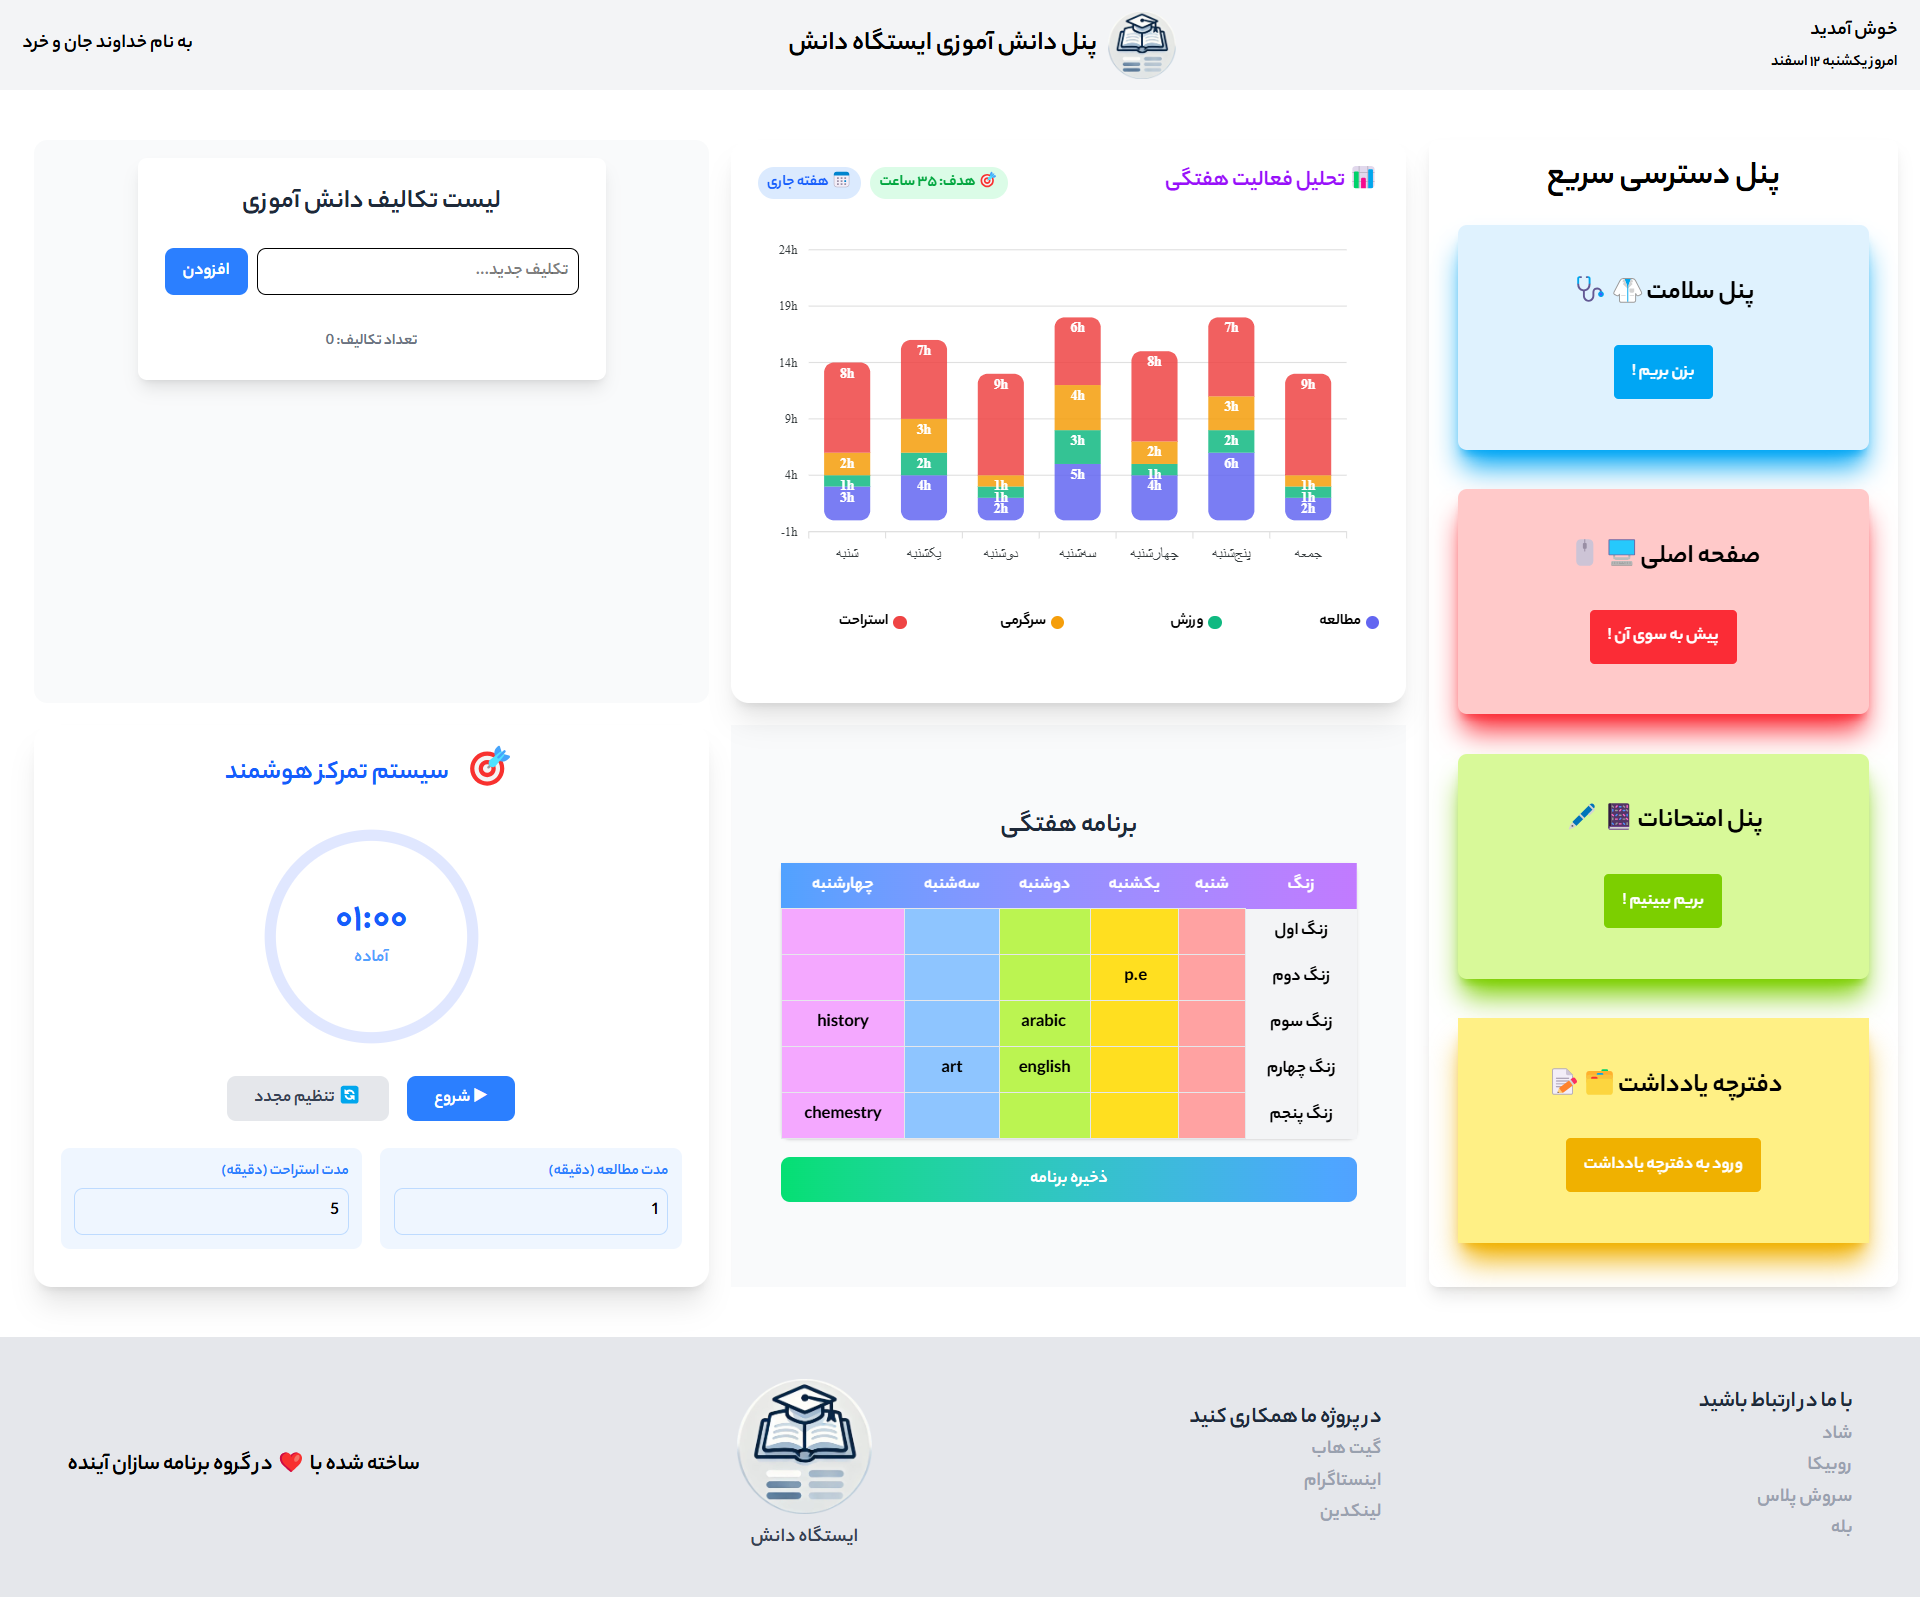 خوش آمدید
امروز یکشنبه ۱۲ اسفند
پنل دانش آموزی ایستگاه دانش
به نام خداوند جان و خرد
پنل دسترسی سریع
پنل سلامت
بزن بریم !
صفحه اصلی
پیش به سوی آن !
پنل امتحانات
بریم ببینیم !
دفترچه یادداشت
ورود به دفترچه یادداشت
تحلیل فعالیت هفتگی
هدف: ۳۵ ساعت
هفته جاری
24h
19h
14h
9h
4h
-1h
8h 7h 9h 6h 8h 7h 9h
2h 3h 1h 4h 2h 3h 1h
1h 2h 1h 3h 1h 2h 1h
3h 4h 2h 5h 4h 6h 2h
شنبه
یکشنبه
دوشنبه
سه‌شنبه
چهارشنبه
پنج‌شنبه
جمعه
مطالعه
ورزش
سرگرمی
استراحت
لیست تکالیف دانش آموزی
تکلیف جدید...
افزودن
تعداد تکالیف: 0
برنامه هفتگی
زنگ شنبه یکشنبه دوشنبه سه‌شنبه چهارشنبه
زنگ اول
زنگ دوم p.e
زنگ سوم arabic history
زنگ چهارم english art
زنگ پنجم chemestry
ذخیره برنامه
سیستم تمرکز هوشمند
۰۱:۰۰
آماده
شروع
تنظیم مجدد
مدت مطالعه (دقیقه)
1
مدت استراحت (دقیقه)
5
با ما در ارتباط باشید
شاد
روبیکا
سروش پلاس
بله
در پروژه ما همکاری کنید
گیت هاب
اینستاگرام
لینکدین
ایستگاه دانش
ساخته شده با ❤️ در گروه برنامه سازان آینده